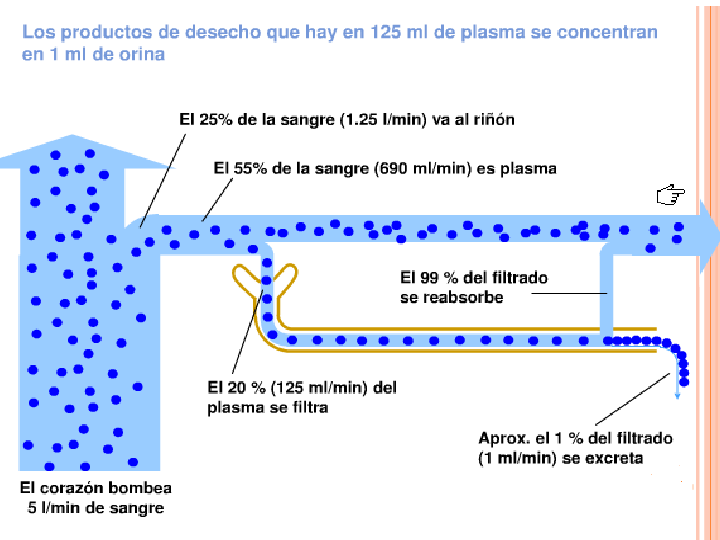 Los productos de desecho que hay en 125 ml de plasma se concentran
en 1 ml de orina
El 25% de la sangre (1.25 l/min) va al riñón
El 55% de la sangre (690 ml/min) es plasma
El 99 % del filtrado
se reabsorbe
El 20 % (125 ml/min) del
plasma se filtra
Aprox. el 1 % del filtrado
(1 ml/min) se excreta
El corazón bombea
5 l/min de sangre